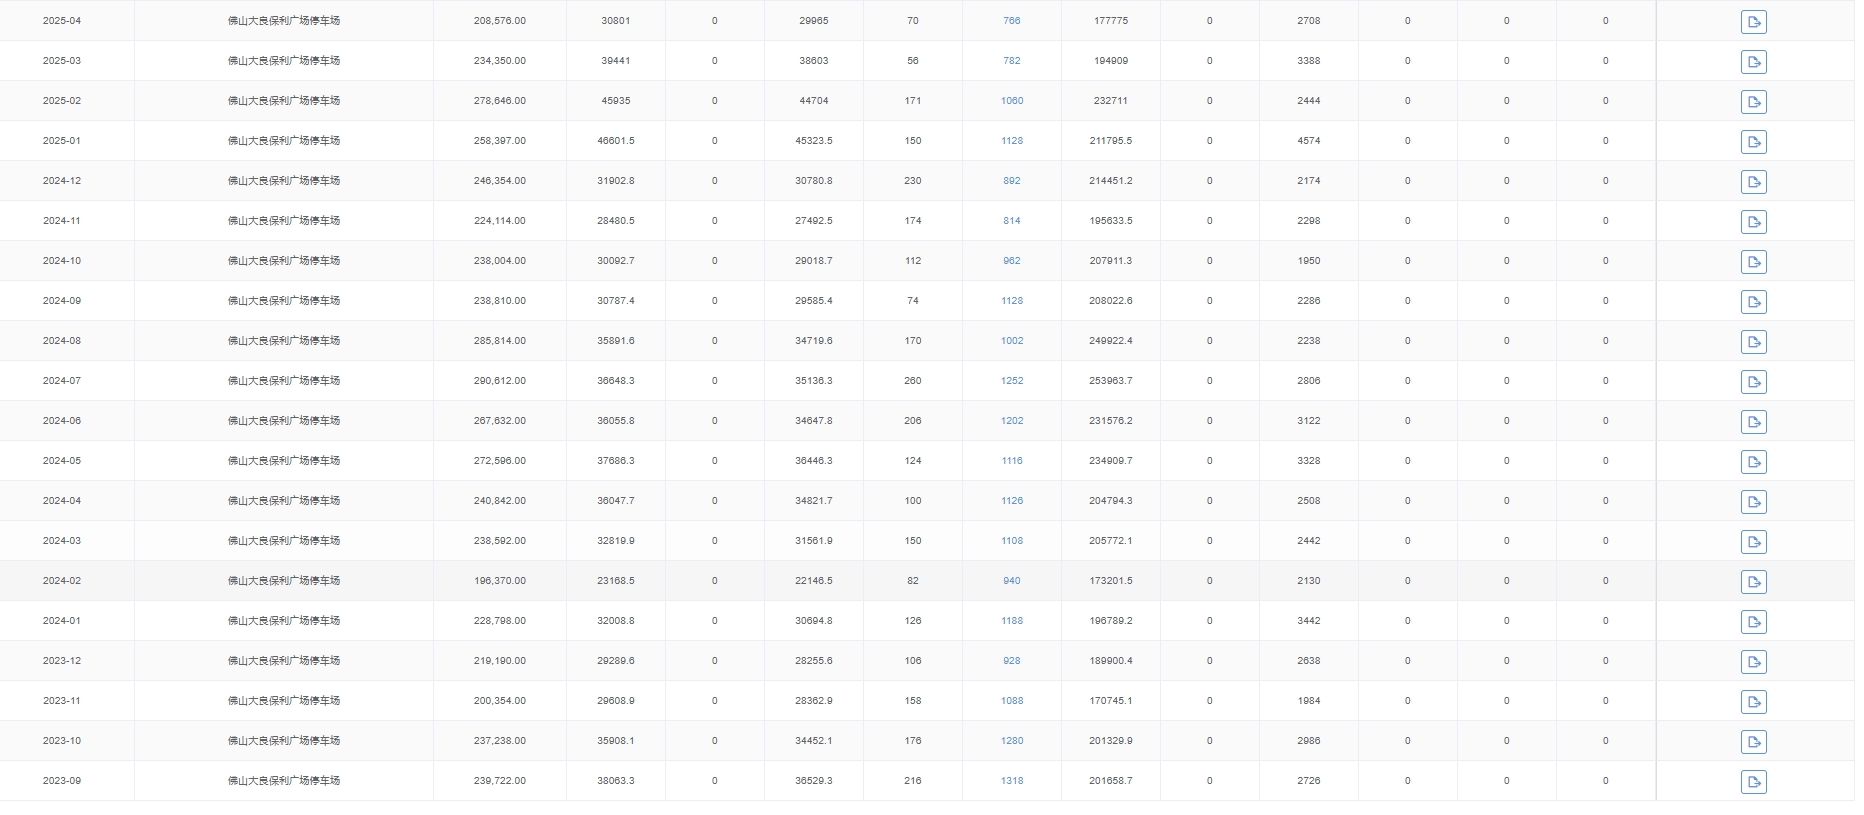 2025-04 佛山大良保利广场停车场 208,576.00 30801 0 29965 70 766 177775 0 2708 0 0 0
2025-03 佛山大良保利广场停车场 234,350.00 39441 0 38603 56 782 194909 0 3388 0 0 0
2025-02 佛山大良保利广场停车场 278,646.00 45935 0 44704 171 1060 232711 0 2444 0 0 0
2025-01 佛山大良保利广场停车场 258,397.00 46601.5 0 45323.5 150 1128 211795.5 0 4574 0 0 0
2024-12 佛山大良保利广场停车场 246,354.00 31902.8 0 30780.8 230 892 214451.2 0 2174 0 0 0
2024-11 佛山大良保利广场停车场 224,114.00 28480.5 0 27492.5 174 814 195633.5 0 2298 0 0 0
2024-10 佛山大良保利广场停车场 238,004.00 30092.7 0 29018.7 112 962 207911.3 0 1950 0 0 0
2024-09 佛山大良保利广场停车场 238,810.00 30787.4 0 29585.4 74 1128 208022.6 0 2286 0 0 0
2024-08 佛山大良保利广场停车场 285,814.00 35891.6 0 34719.6 170 1002 249922.4 0 2238 0 0 0
2024-07 佛山大良保利广场停车场 290,612.00 36648.3 0 35136.3 260 1252 253963.7 0 2806 0 0 0
2024-06 佛山大良保利广场停车场 267,632.00 36055.8 0 34647.8 206 1202 231576.2 0 3122 0 0 0
2024-05 佛山大良保利广场停车场 272,596.00 37686.3 0 36446.3 124 1116 234909.7 0 3328 0 0 0
2024-04 佛山大良保利广场停车场 240,842.00 36047.7 0 34821.7 100 1126 204794.3 0 2508 0 0 0
2024-03 佛山大良保利广场停车场 238,592.00 32819.9 0 31561.9 150 1108 205772.1 0 2442 0 0 0
2024-02 佛山大良保利广场停车场 196,370.00 23168.5 0 22146.5 82 940 173201.5 0 2130 0 0 0
2024-01 佛山大良保利广场停车场 228,798.00 32008.8 0 30694.8 126 1188 196789.2 0 3442 0 0 0
2023-12 佛山大良保利广场停车场 219,190.00 29289.6 0 28255.6 106 928 189900.4 0 2638 0 0 0
2023-11 佛山大良保利广场停车场 200,354.00 29608.9 0 28362.9 158 1088 170745.1 0 1984 0 0 0
2023-10 佛山大良保利广场停车场 237,238.00 35908.1 0 34452.1 176 1280 201329.9 0 2986 0 0 0
2023-09 佛山大良保利广场停车场 239,722.00 38063.3 0 36529.3 216 1318 201658.7 0 2726 0 0 0